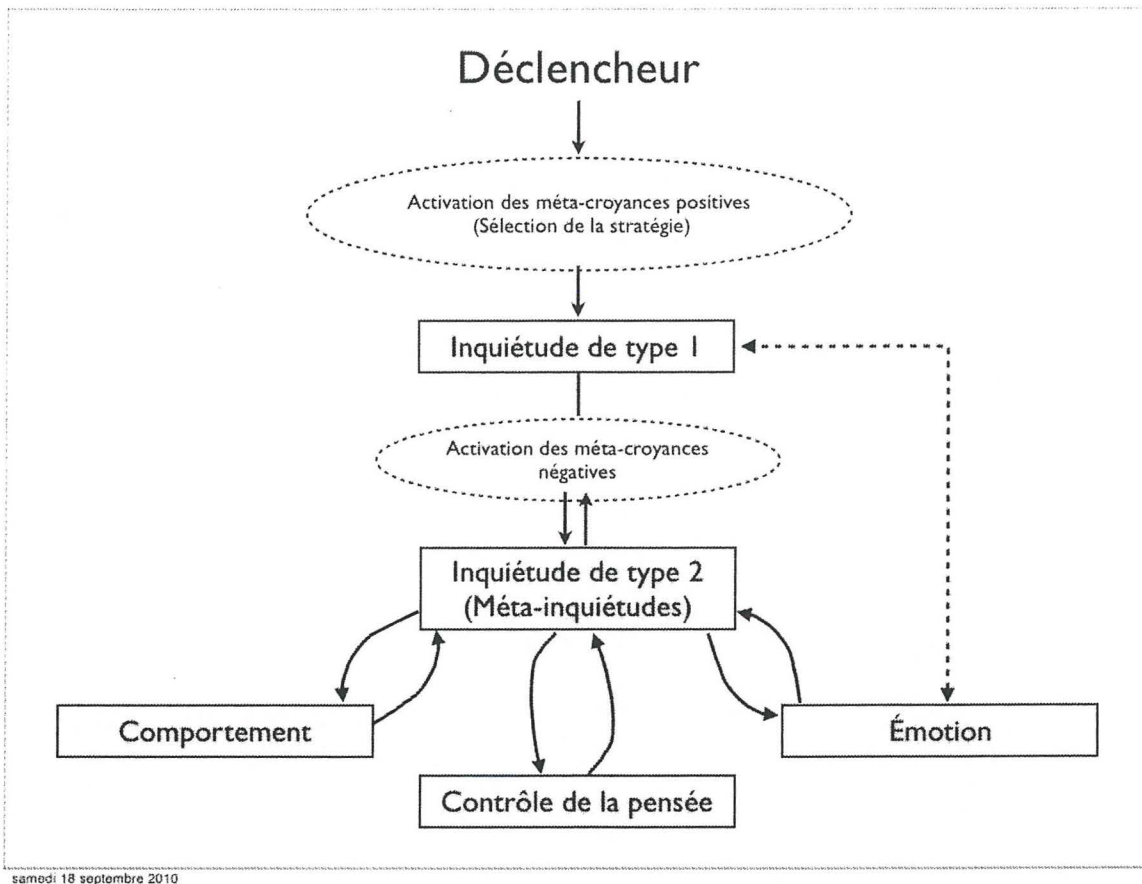 Déclencheur
Activation des méta-croyances positives
(Sélection de la stratégie)
Inquiétude de type 1
Activation des méta-croyances
négatives
Inquiétude de type 2
(Méta-inquiétudes)
Comportement
Émotion
Contrôle de la pensée
samedi 18 septembre 2010